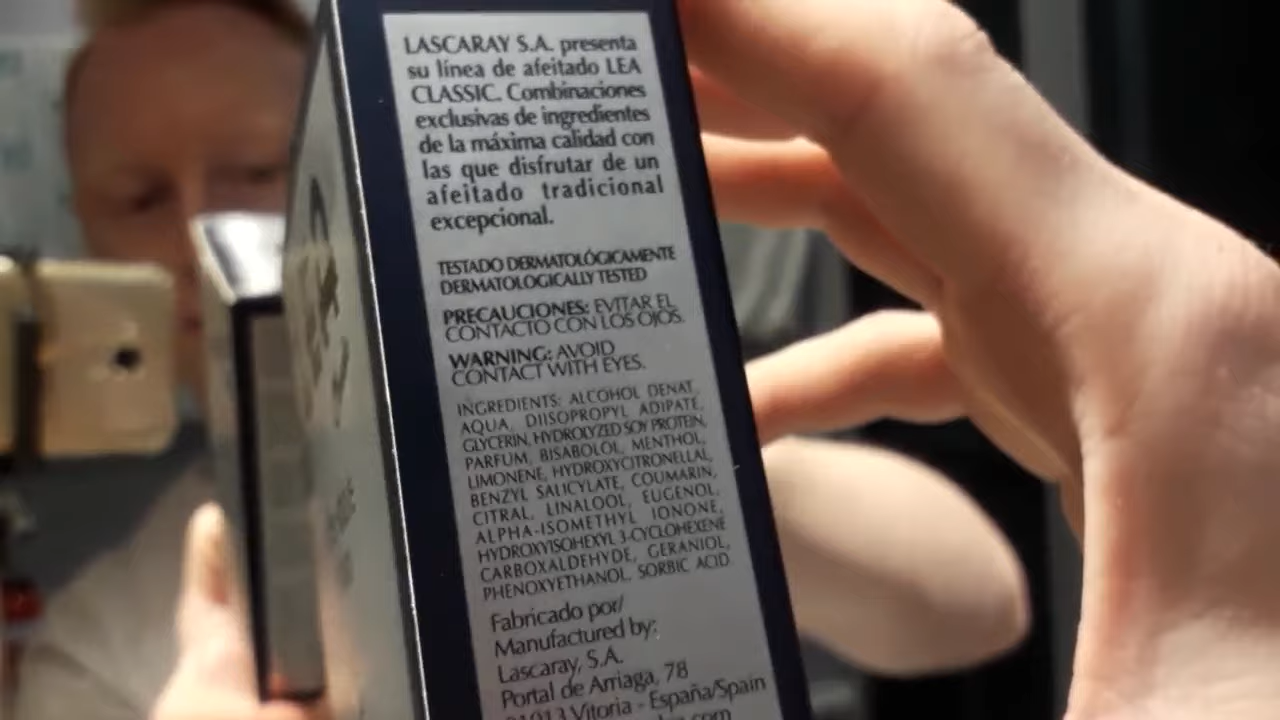 LASCARAY S.A. presenta
su línea de afeitado LEA
CLASSIC. Combinaciones
exclusivas de ingredientes
de la máxima calidad con
las que disfrutar de un
afeitado tradicional
excepcional.
TESTADO DERMATOLÓGICAMENTE
DERMATOLOGICALLY TESTED
PRECAUCIONES: EVITAR EL
CONTACTO CON LOS OJOS.
WARNING: AVOID
CONTACT WITH EYES.
INGREDIENTS: ALCOHOL DENAT,
AQUA, DIISOPROPYL ADIPATE,
GLYCERIN, HYDROLYZED SOY PROTEIN,
PARFUM, BISABOLOL, MENTHOL,
LIMONENE, HYDROXYCITRONELLAL,
BENZYL SALICYLATE, COUMARIN,
CITRAL, LINALOOL, EUGENOL,
ALPHA-ISOMETHYL IONONE,
HYDROXYISOHEXYL 3-CYCLOHEXENE
CARBOXALDEHYDE, GERANIOL,
PHENOXYETHANOL, SORBIC ACID
Fabricado por/
Manufactured by:
Lascaray, S.A.
Portal de Arriaga, 78
01013 Vitoria - España/Spain